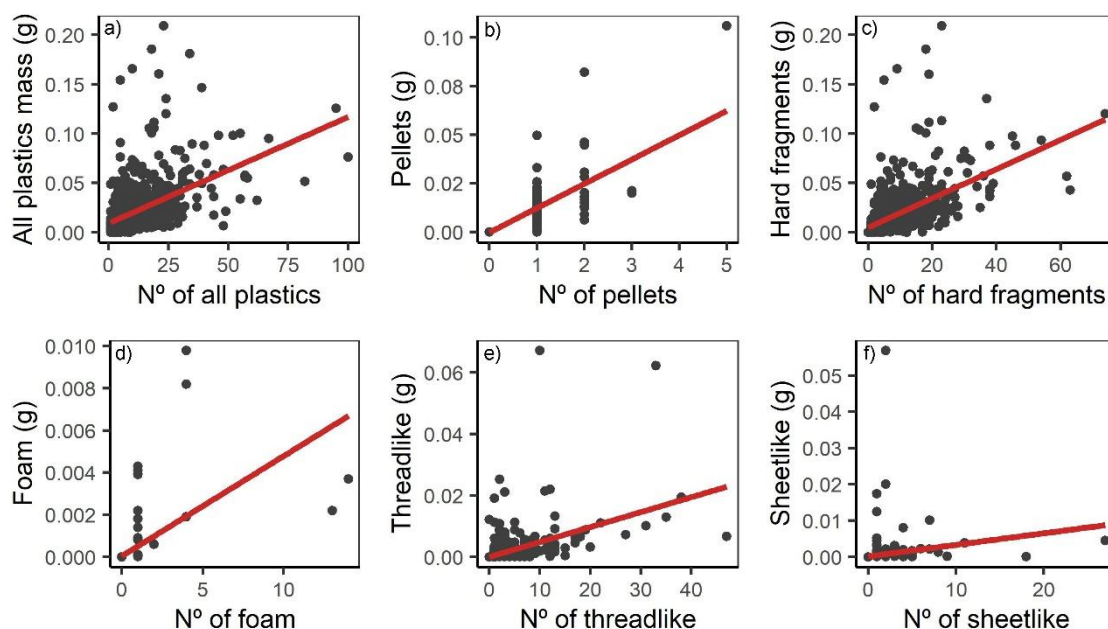 a)
All plastics mass (g)
0.20
0.15
0.10
0.05
0.00
0 25 50 75 100
Nº of all plastics
b)
Pellets (g)
0.10
0.08
0.05
0.02
0.00
0 1 2 3 4 5
Nº of pellets
c)
Hard fragments (g)
0.20
0.15
0.10
0.05
0.00
0 20 40 60
Nº of hard fragments
d)
Foam (g)
0.010
0.008
0.006
0.004
0.002
0.000
0 5 10
Nº of foam
e)
Threadlike (g)
0.06
0.04
0.02
0.00
0 10 20 30 40
Nº of threadlike
f)
Sheetlike (g)
0.05
0.04
0.03
0.02
0.01
0.00
0 10 20
Nº of sheetlike